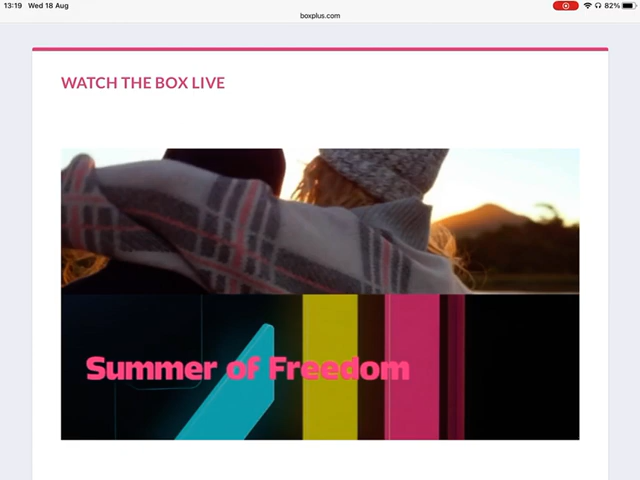 13:19 Wed 18 Aug 82%
boxplus.com
WATCH THE BOX LIVE
Summer of Freedom